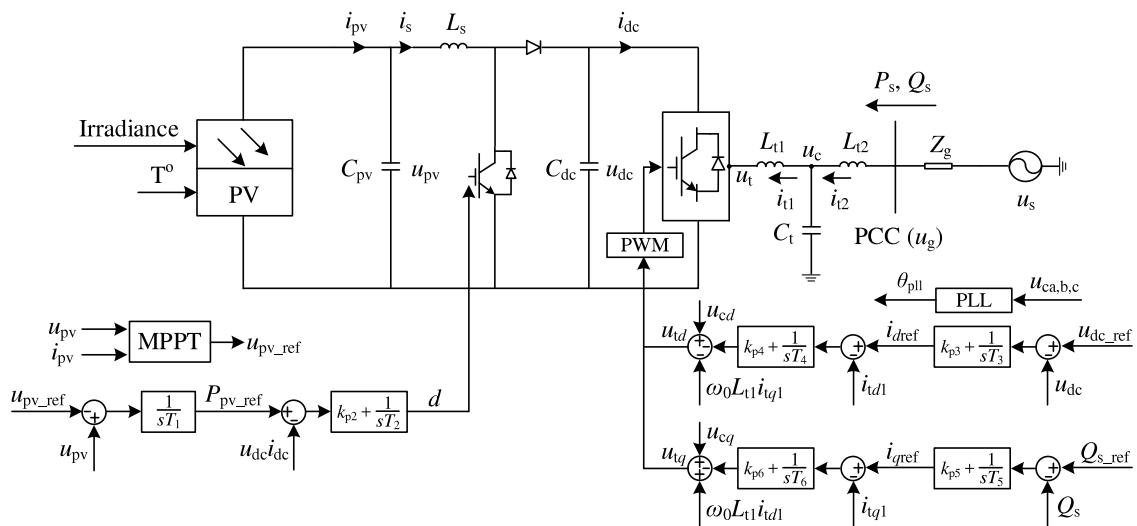 i_pv
i_s
L_s
i_dc
P_s, Q_s
Irradiance
T°
PV
C_pv
u_pv
C_dc
u_dc
u_t
L_t1
u_c
L_t2
Z_g
i_t1
i_t2
u_s
C_t
PCC (u_g)
PWM
θ_pll
PLL
u_ca,b,c
u_pv
i_pv
MPPT
u_pv_ref
u_cd
u_td
k_p4 + 1/sT_4
i_dref
k_p3 + 1/sT_3
u_dc_ref
ω_0L_t1i_tq1
i_td1
u_dc
u_pv_ref
1/sT_1
P_pv_ref
k_p2 + 1/sT_2
d
u_pv
u_dci_dc
u_cq
u_tq
k_p6 + 1/sT_6
i_qref
k_p5 + 1/sT_5
Q_s_ref
ω_0L_t1i_td1
i_tq1
Q_s